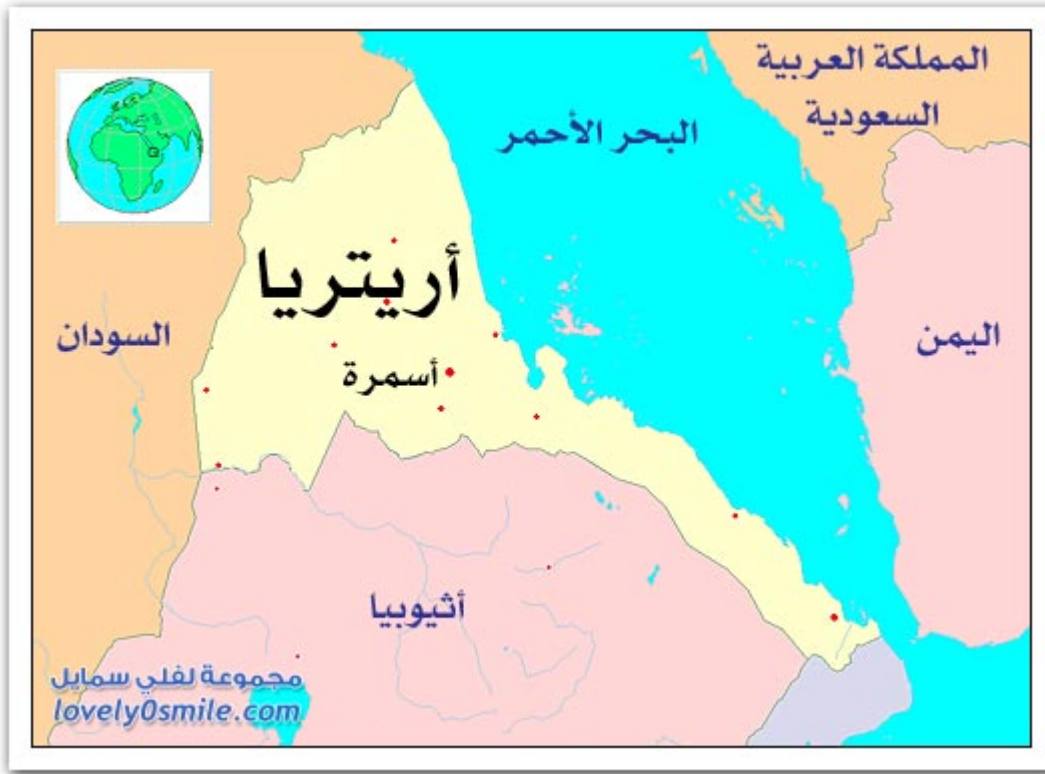 المملكة العربية
السعودية
البحر الأحمر
أريتريا
السودان
اليمن
أسمرة
أثيوبيا
مجموعة لفلي سمايل
lovely0smile.com